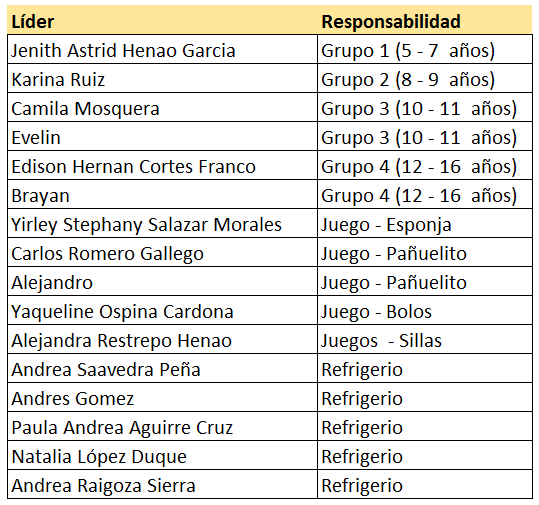 Líder Responsabilidad
Jenith Astrid Henao Garcia Grupo 1 (5 - 7  años)
Karina Ruiz Grupo 2 (8 - 9  años)
Camila Mosquera Grupo 3 (10 - 11  años)
Evelin Grupo 3 (10 - 11  años)
Edison Hernan Cortes Franco Grupo 4 (12 - 16  años)
Brayan Grupo 4 (12 - 16  años)
Yirley Stephany Salazar Morales Juego - Esponja
Carlos Romero Gallego Juego - Pañuelito
Alejandro Juego - Pañuelito
Yaqueline Ospina Cardona Juego - Bolos
Alejandra Restrepo Henao Juegos  - Sillas
Andrea Saavedra Peña Refrigerio
Andres Gomez Refrigerio
Paula Andrea Aguirre Cruz Refrigerio
Natalia López Duque Refrigerio
Andrea Raigoza Sierra Refrigerio